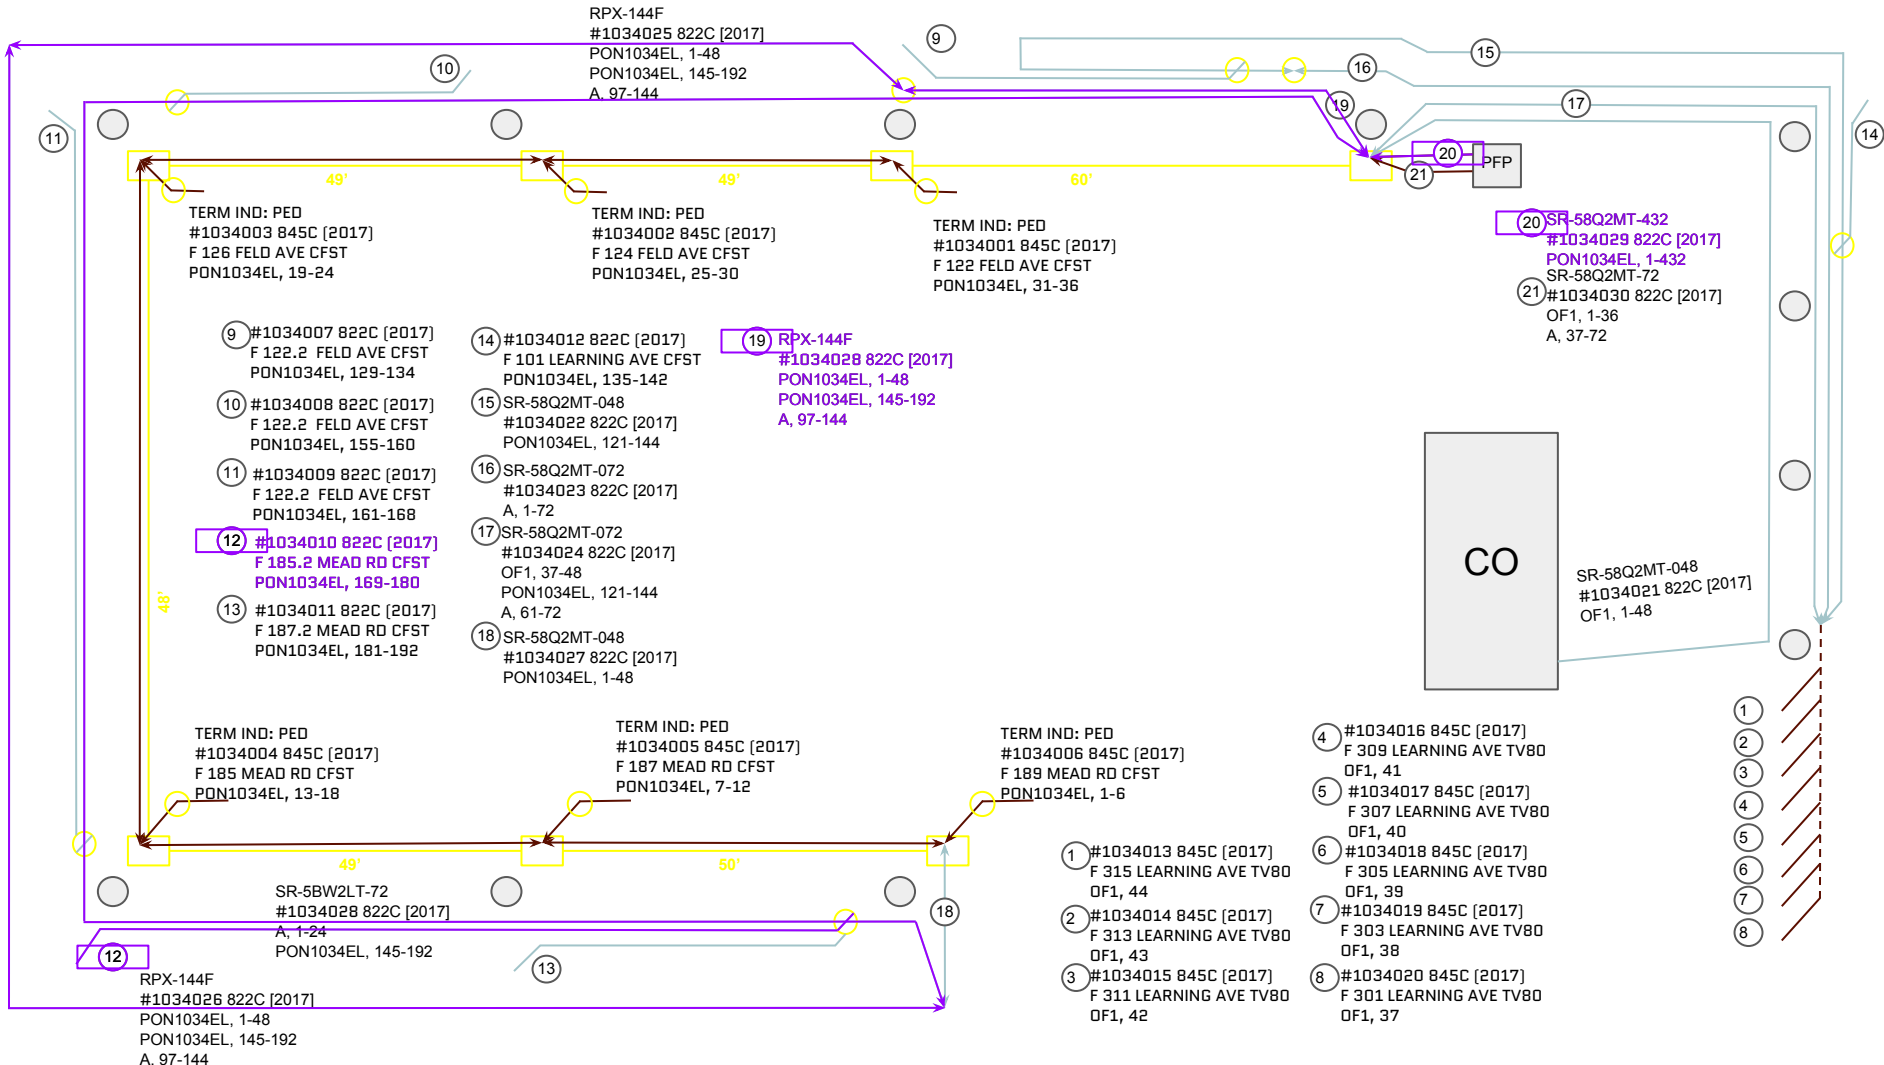 RPX-144F
#1034025 822C [2017]
PON1034EL, 1-48
PON1034EL, 145-192
A, 97-144
9
10
11
15
16
17
14
19
20
21
PFP
49'
49'
60'
TERM IND: PED
#1034003 845C (2017)
F 126 FELD AVE CFST
PON1034EL, 19-24
TERM IND: PED
#1034002 845C (2017)
F 124 FELD AVE CFST
PON1034EL, 25-30
TERM IND: PED
#1034001 845C (2017)
F 122 FELD AVE CFST
PON1034EL, 31-36
20
SR-58Q2MT-432
#1034029 822C [2017]
PON1034EL, 1-432
21
SR-58Q2MT-72
#1034030 822C [2017]
OF1, 1-36
A, 37-72
9
#1034007 822C (2017)
F 122.2 FELD AVE CFST
PON1034EL, 129-134
10
#1034008 822C (2017)
F 122.2 FELD AVE CFST
PON1034EL, 155-160
11
#1034009 822C (2017)
F 122.2 FELD AVE CFST
PON1034EL, 161-168
12
#1034010 822C (2017)
F 185.2 MEAD RD CFST
PON1034EL, 169-180
13
#1034011 822C (2017)
F 187.2 MEAD RD CFST
PON1034EL, 181-192
14
#1034012 822C (2017)
F 101 LEARNING AVE CFST
PON1034EL, 135-142
15
SR-58Q2MT-048
#1034022 822C [2017]
PON1034EL, 121-144
16
SR-58Q2MT-072
#1034023 822C [2017]
A, 1-72
17
SR-58Q2MT-072
#1034024 822C [2017]
OF1, 37-48
PON1034EL, 121-144
A, 61-72
18
SR-58Q2MT-048
#1034027 822C [2017]
PON1034EL, 1-48
19
RPX-144F
#1034028 822C [2017]
PON1034EL, 1-48
PON1034EL, 145-192
A, 97-144
48'
CO
SR-58Q2MT-048
#1034021 822C [2017]
OF1, 1-48
TERM IND: PED
#1034004 845C (2017)
F 185 MEAD RD CFST
PON1034EL, 13-18
TERM IND: PED
#1034005 845C (2017)
F 187 MEAD RD CFST
PON1034EL, 7-12
TERM IND: PED
#1034006 845C (2017)
F 189 MEAD RD CFST
PON1034EL, 1-6
49'
50'
4
#1034016 845C (2017)
F 309 LEARNING AVE TV80
OF1, 41
5
#1034017 845C (2017)
F 307 LEARNING AVE TV80
OF1, 40
6
#1034018 845C (2017)
F 305 LEARNING AVE TV80
OF1, 39
7
#1034019 845C (2017)
F 303 LEARNING AVE TV80
OF1, 38
8
#1034020 845C (2017)
F 301 LEARNING AVE TV80
OF1, 37
1
#1034013 845C (2017)
F 315 LEARNING AVE TV80
OF1, 44
2
#1034014 845C (2017)
F 313 LEARNING AVE TV80
OF1, 43
3
#1034015 845C (2017)
F 311 LEARNING AVE TV80
OF1, 42
1
2
3
4
5
6
7
8
SR-5BW2LT-72
#1034028 822C [2017]
A, 1-24
PON1034EL, 145-192
18
13
12
RPX-144F
#1034026 822C [2017]
PON1034EL, 1-48
PON1034EL, 145-192
A, 97-144